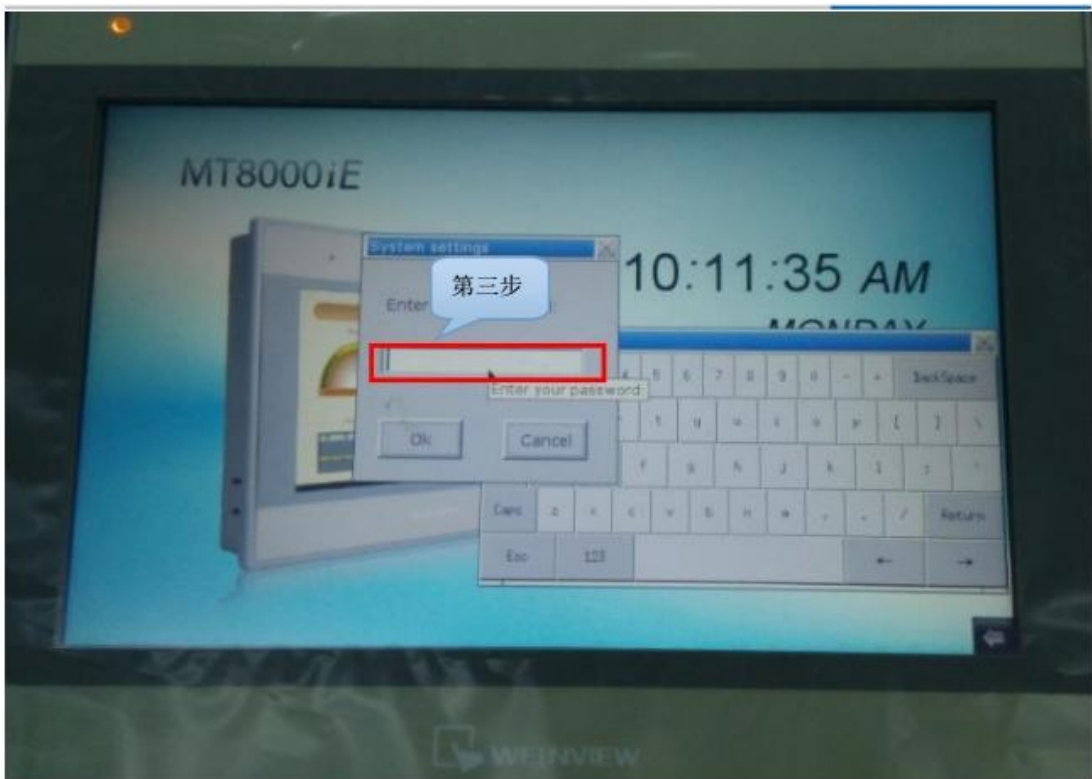 MT8000iE
System settings
第三步
Enter
10:11:35 AM
MONDAY
Enter your password:
Ok
Cancel
BackSpace
Caps
Return
Esc
123
WEINVIEW